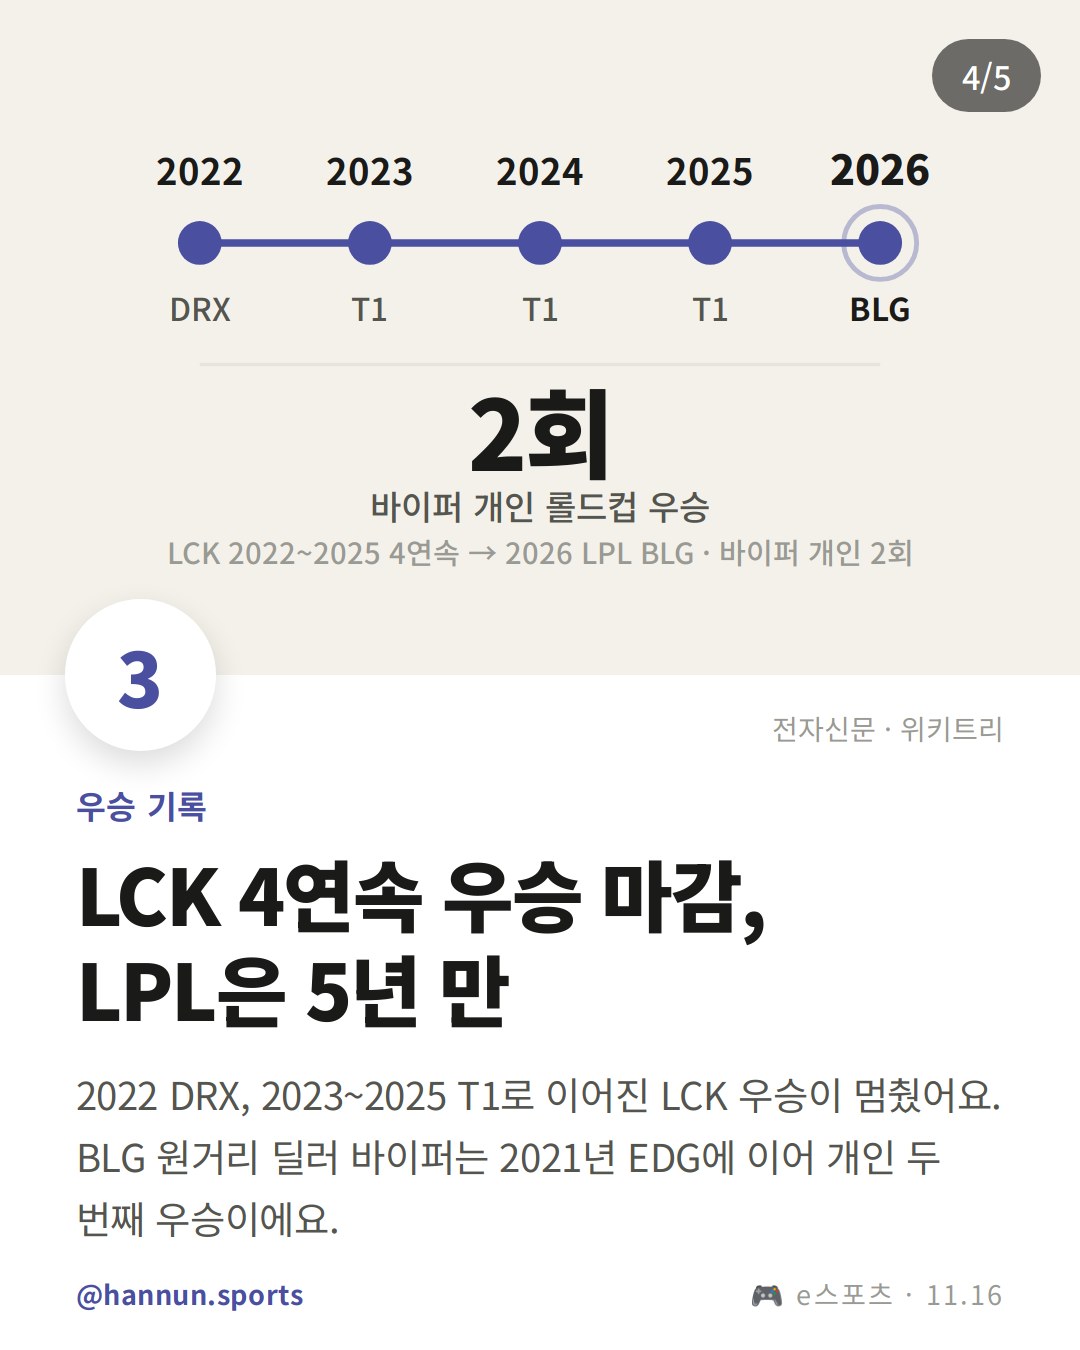 4/5
2022 2023 2024 2025 2026
DRX T1 T1 T1 BLG
2회
바이퍼 개인 롤드컵 우승
LCK 2022~2025 4연속 → 2026 LPL BLG · 바이퍼 개인 2회
3
전자신문 · 위키트리
우승 기록
LCK 4연속 우승 마감,
LPL은 5년 만
2022 DRX, 2023~2025 T1로 이어진 LCK 우승이 멈췄어요.
BLG 원거리 딜러 바이퍼는 2021년 EDG에 이어 개인 두
번째 우승이에요.
@hannun.sports
🎮 e스포츠 · 11.16